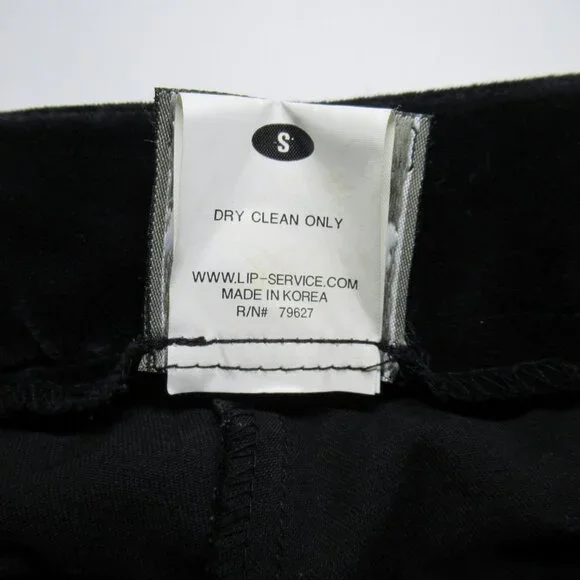 S
DRY CLEAN ONLY
WWW.LIP-SERVICE.COM
MADE IN KOREA
R/N# 79627